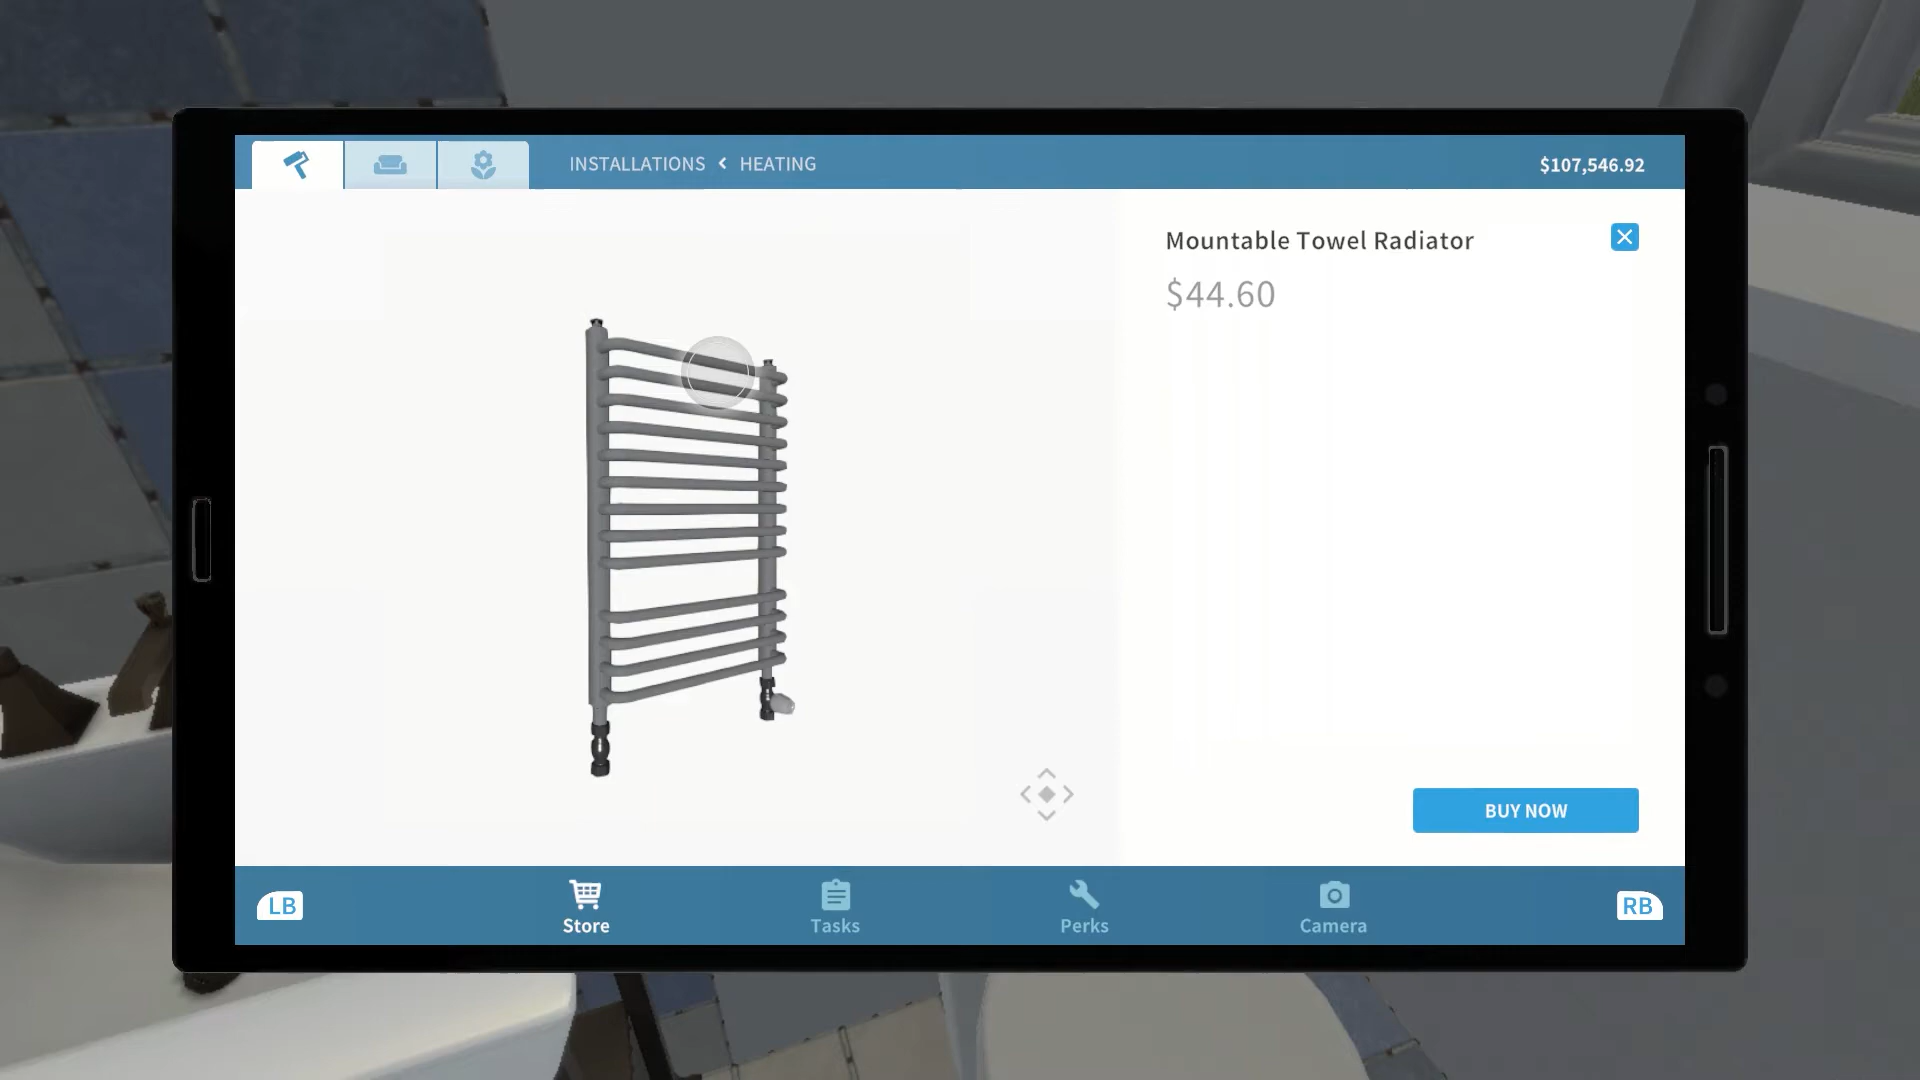 INSTALLATIONS < HEATING
$107,546.92
Mountable Towel Radiator
$44.60
BUY NOW
LB
Store
Tasks
Perks
Camera
RB